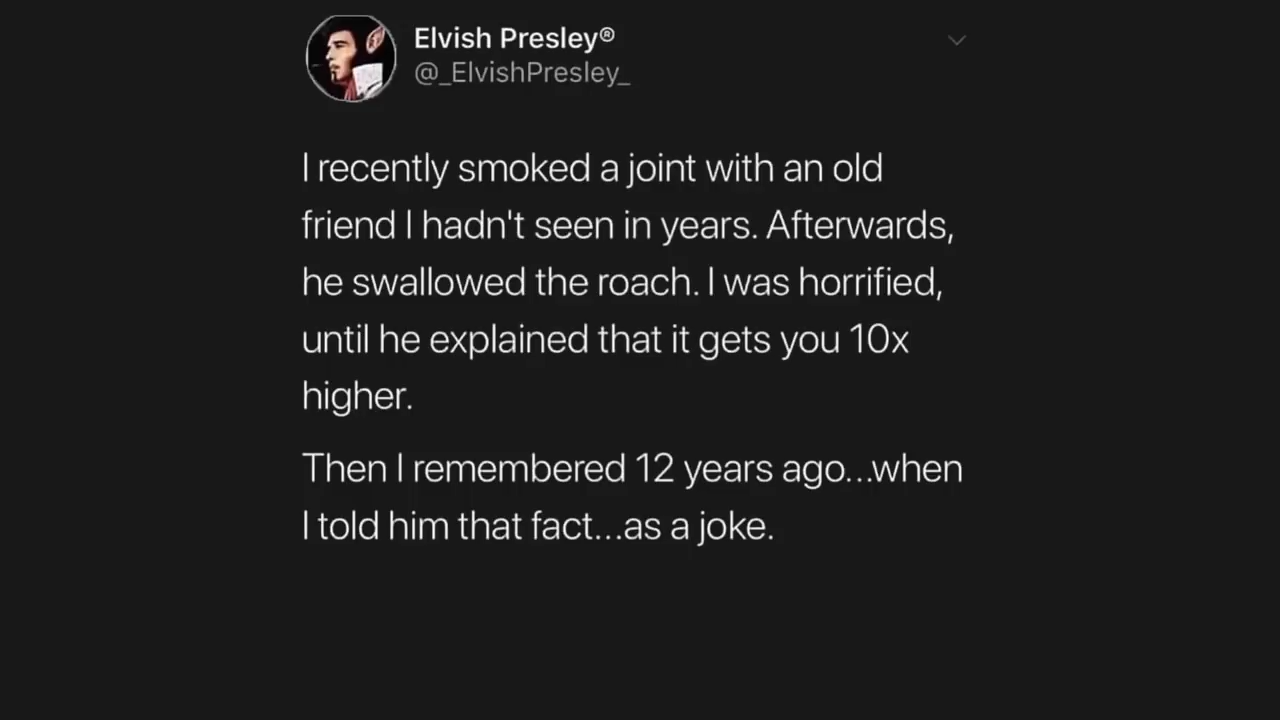 Elvish Presley®
@_ElvishPresley_
I recently smoked a joint with an old
friend I hadn't seen in years. Afterwards,
he swallowed the roach. I was horrified,
until he explained that it gets you 10x
higher.
Then I remembered 12 years ago...when
I told him that fact...as a joke.